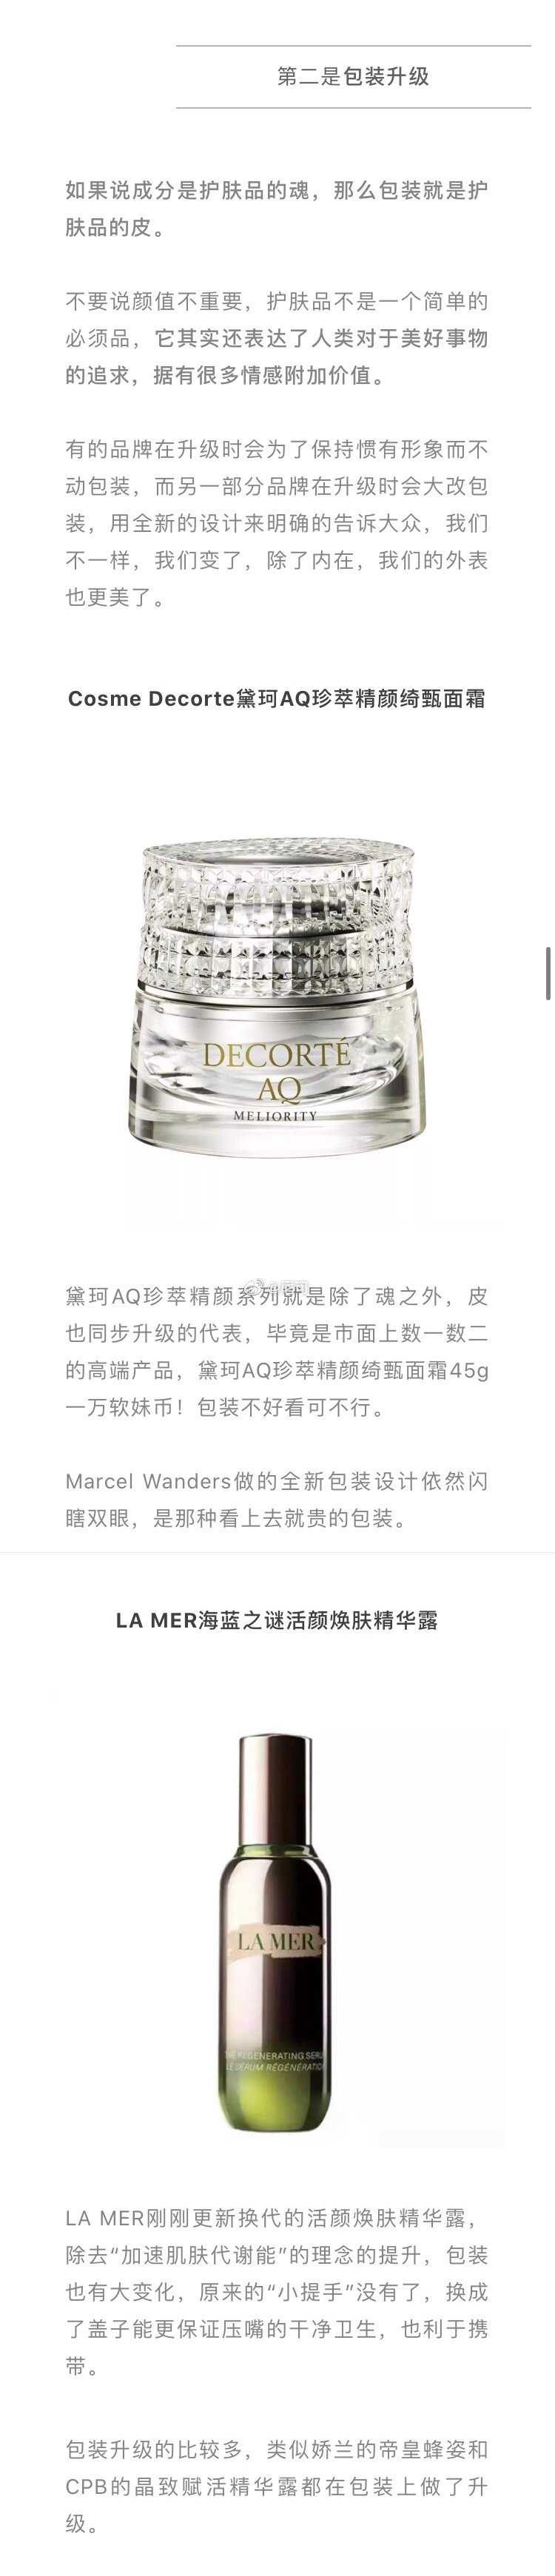 第二是包装升级
如果说成分是护肤品的魂，那么包装就是护
肤品的皮。
不要说颜值不重要，护肤品不是一个简单的
必须品，它其实还表达了人类对于美好事物
的追求，据有很多情感附加价值。
有的品牌在升级时会为了保持惯有形象而不
动包装，而另一部分品牌在升级时会大改包
装，用全新的设计来明确的告诉大众，我们
不一样，我们变了，除了内在，我们的外表
也更美了。
Cosme Decorte黛珂AQ珍萃精颜绮甄面霜
DECORTÉ
AQ
MELIORITY
黛珂AQ珍萃精颜系列就是除了魂之外，皮
也同步升级的代表，毕竟是市面上数一数二
的高端产品，黛珂AQ珍萃精颜绮甄面霜45g
一万软妹币！包装不好看可不行。
Marcel Wanders做的全新包装设计依然闪
瞎双眼，是那种看上去就贵的包装。
LA MER海蓝之谜活颜焕肤精华露
LA MER
THE REGENERATING SERU
LE SÉRUM RÉGÉNÉRATIO
LA MER刚刚更新换代的活颜焕肤精华露，
除去“加速肌肤代谢能”的理念的提升，包装
也有大变化，原来的“小提手”没有了，换成
了盖子能更保证压嘴的干净卫生，也利于携
带。
包装升级的比较多，类似娇兰的帝皇蜂姿和
CPB的晶致赋活精华露都在包装上做了升
级。